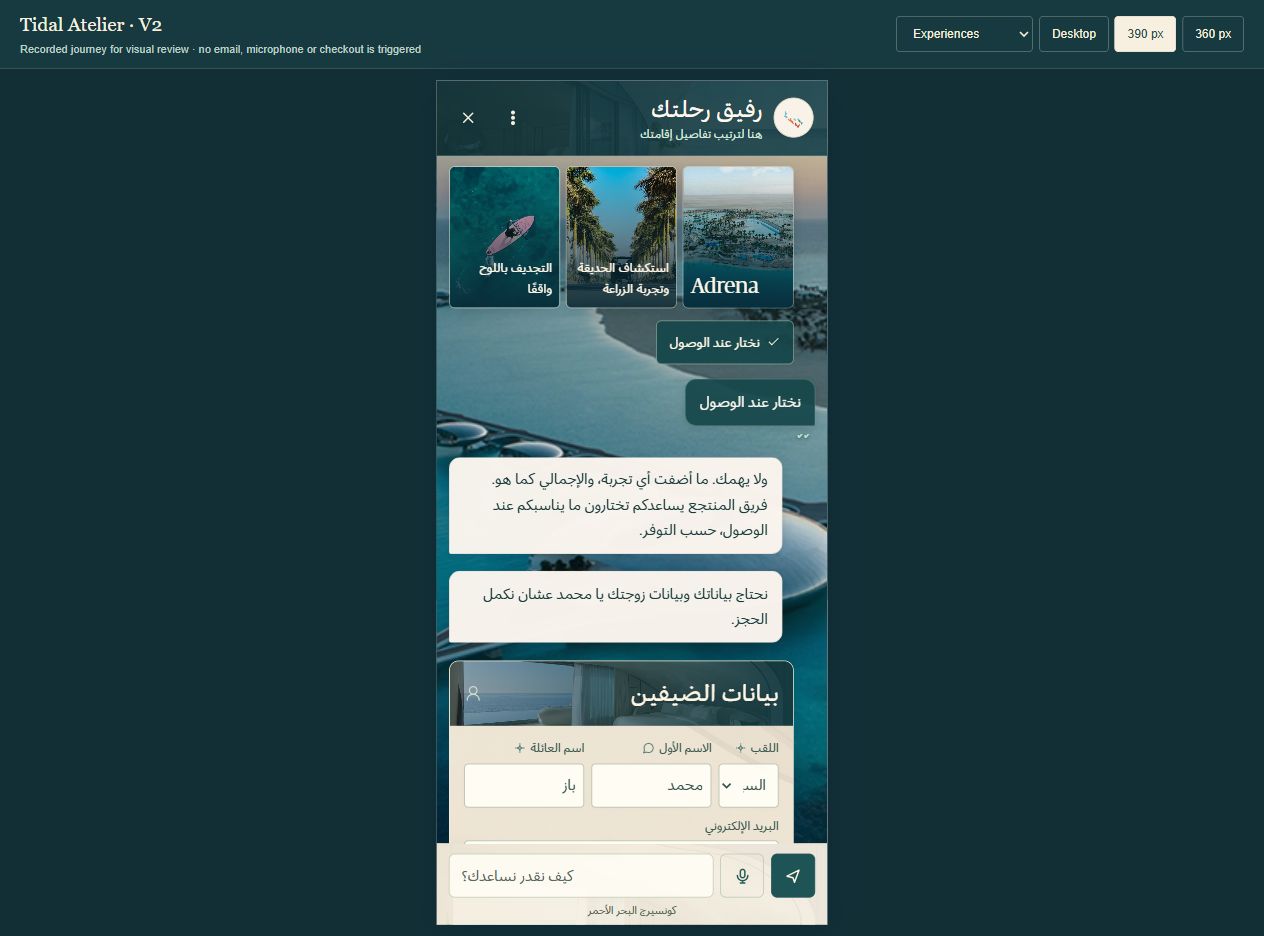 Tidal Atelier · V2
Recorded journey for visual review · no email, microphone or checkout is triggered
Experiences
Desktop
390 px
360 px
رفيق رحلتك
هنا لترتيب تفاصيل إقامتك
Adrena
استكشاف الحديقة
وتجربة الزراعة
التجديف باللوح
واقفًا
نختار عند الوصول
نختار عند الوصول
ولا يهمك. ما أضفت أي تجربة، والإجمالي كما هو.
فريق المنتجع يساعدكم تختارون ما يناسبكم عند
الوصول، حسب التوفر.
نحتاج بياناتك وبيانات زوجتك يا محمد عشان نكمل
الحجز.
بيانات الضيفين
اللقب
الاسم الأول
اسم العائلة
محمد
باز
البريد الإلكتروني
كيف نقدر نساعدك؟
كونسيرج البحر الأحمر